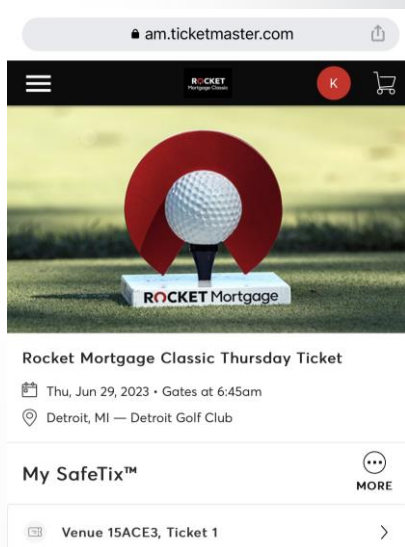 am.ticketmaster.com
ROCKET
Mortgage Classic
K
ROCKET Mortgage
Rocket Mortgage Classic Thursday Ticket
Thu, Jun 29, 2023 • Gates at 6:45am
Detroit, MI — Detroit Golf Club
My SafeTix™
MORE
Venue 15ACE3, Ticket 1